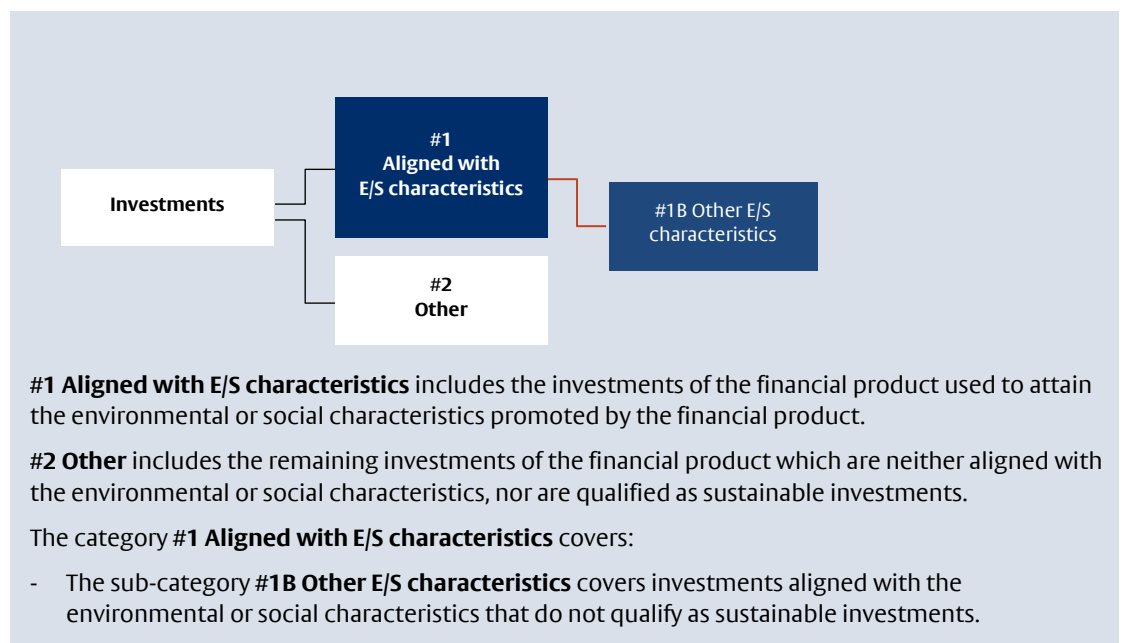 #1
Aligned with
E/S characteristics
Investments
#1B Other E/S
characteristics
#2
Other
#1 Aligned with E/S characteristics includes the investments of the financial product used to attain
the environmental or social characteristics promoted by the financial product.
#2 Other includes the remaining investments of the financial product which are neither aligned with
the environmental or social characteristics, nor are qualified as sustainable investments.
The category #1 Aligned with E/S characteristics covers:
- The sub-category #1B Other E/S characteristics covers investments aligned with the
environmental or social characteristics that do not qualify as sustainable investments.